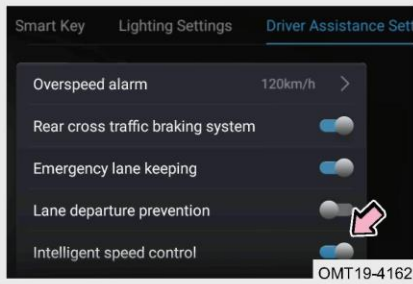 Smart Key Lighting Settings Driver Assistance Sett
Overspeed alarm 120km/h
Rear cross traffic braking system
Emergency lane keeping
Lane departure prevention
Intelligent speed control
OMT19-4162